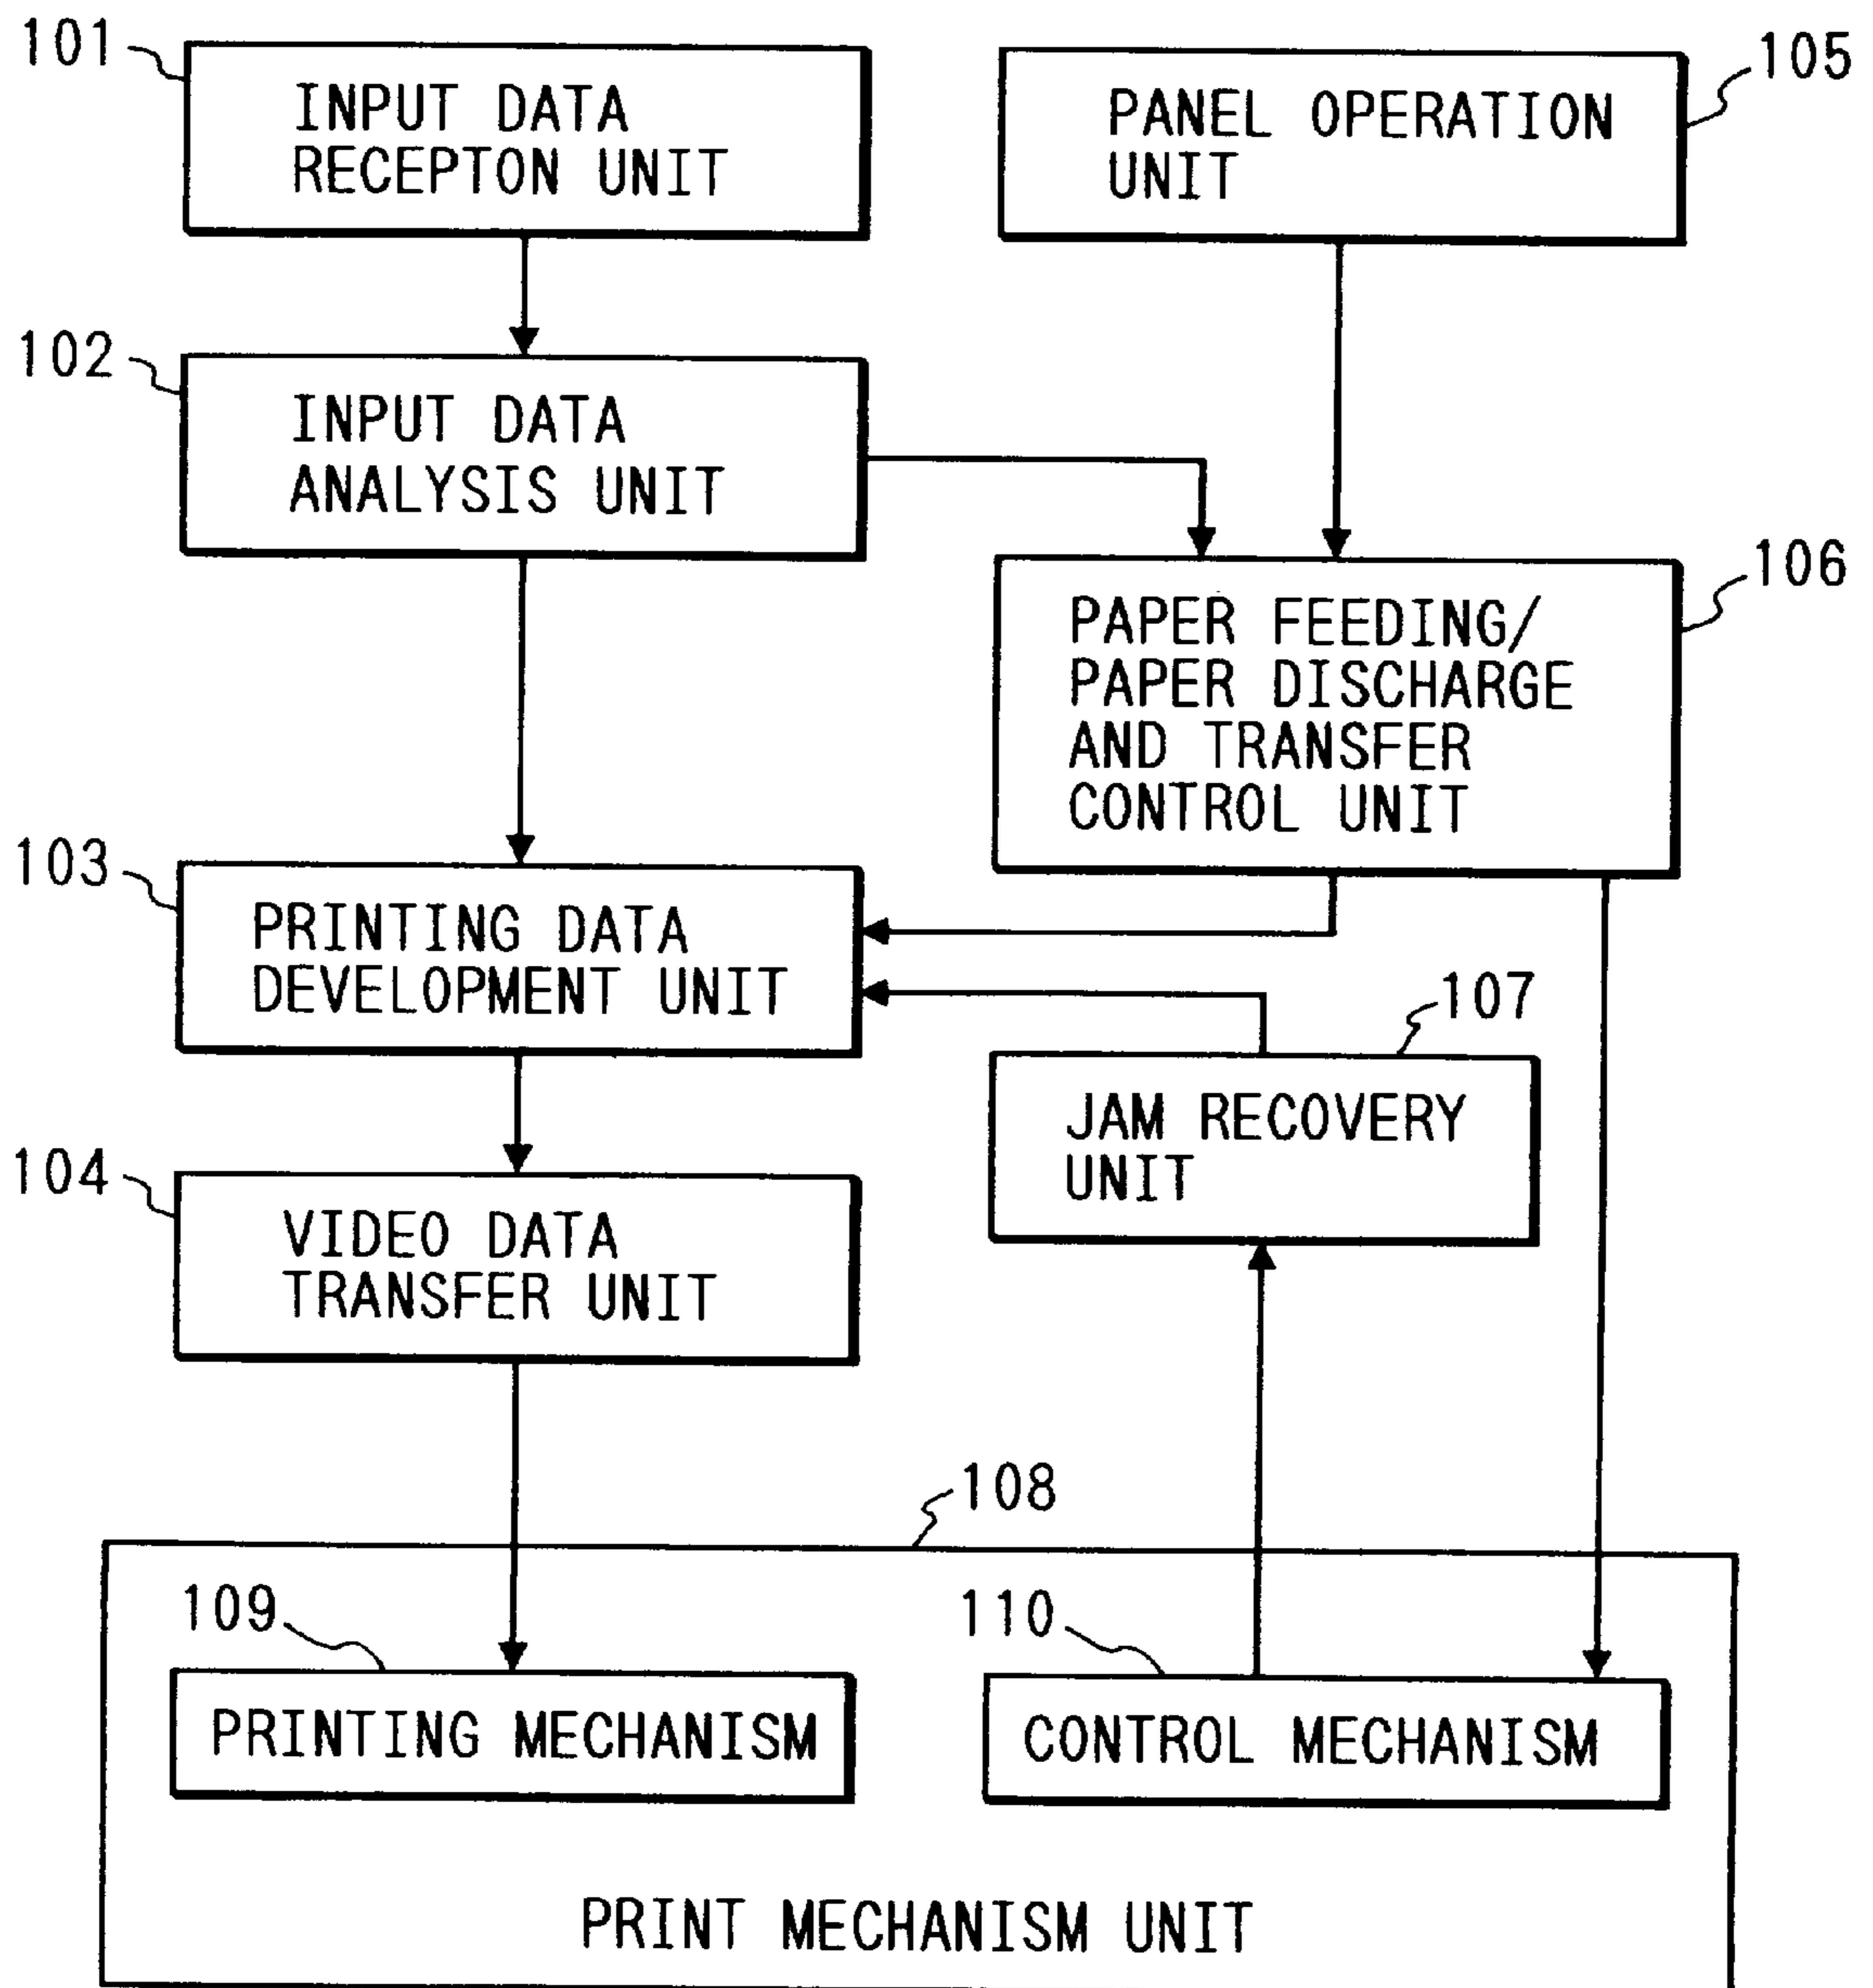 101
INPUT DATA
RECEPTON UNIT
105
PANEL OPERATION
UNIT
102
INPUT DATA
ANALYSIS UNIT
106
PAPER FEEDING/
PAPER DISCHARGE
AND TRANSFER
CONTROL UNIT
103
PRINTING DATA
DEVELOPMENT UNIT
107
JAM RECOVERY
UNIT
104
VIDEO DATA
TRANSFER UNIT
108
109
PRINTING MECHANISM
110
CONTROL MECHANISM
PRINT MECHANISM UNIT